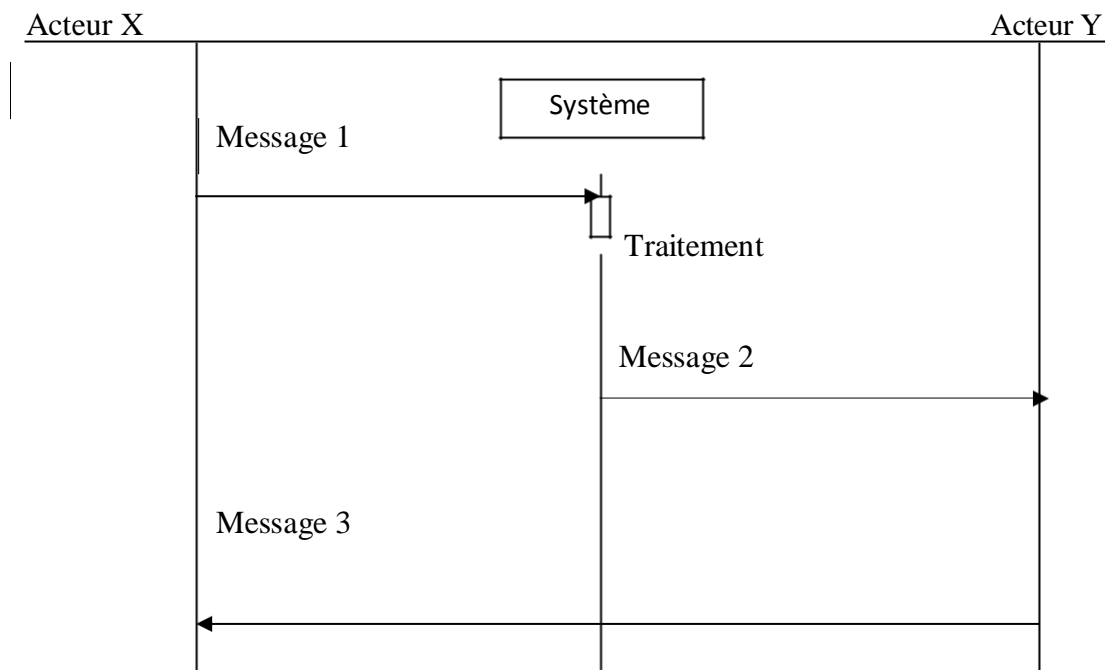 Acteur X
Acteur Y
Système
Message 1
Traitement
Message 2
Message 3